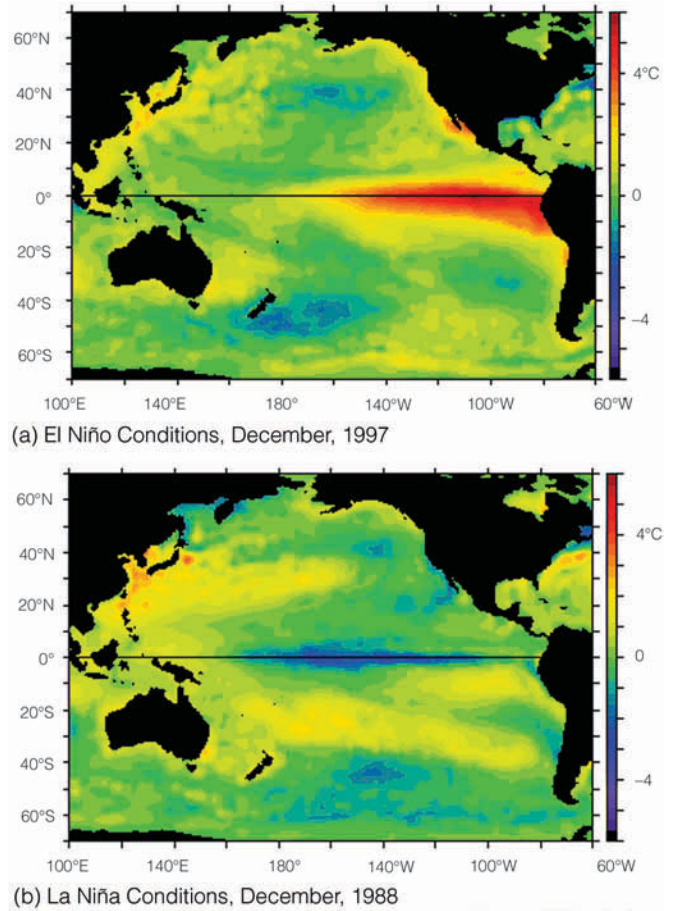 60°N
40°N
20°N
0°
20°S
40°S
60°S
100°E 140°E 180° 140°W 100°W 60°W
4°C
0
−4
(a) El Niño Conditions, December, 1997
60°N
40°N
20°N
0°
20°S
40°S
60°S
100°E 140°E 180° 140°W 100°W 60°W
4°C
0
−4
(b) La Niña Conditions, December, 1988